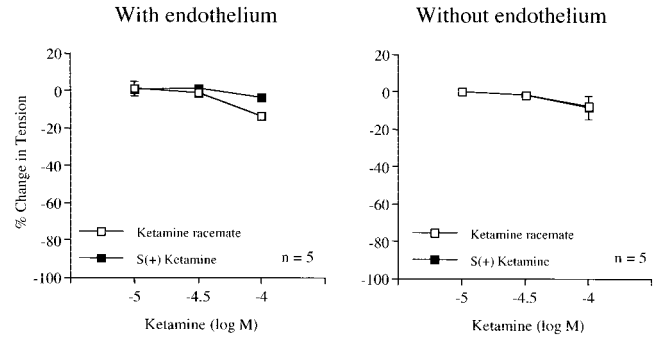 With endothelium
Without endothelium
% Change in Tension
20
0
-20
-40
-60
-80
-100
Ketamine racemate
S(+) Ketamine
n = 5
-5
-4.5
-4
Ketamine (log M)
20
0
-20
-40
-60
-80
-100
Ketamine racemate
S(+) Ketamine
n = 5
-5
-4.5
-4
Ketamine (log M)